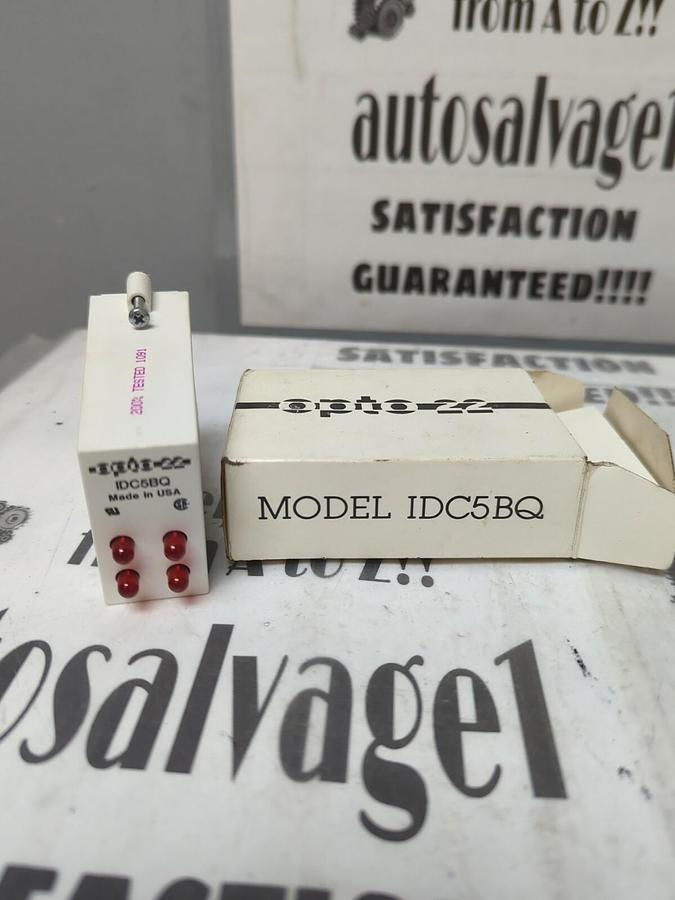 from A to Z!!
autosalvage1
SATISFACTION
GUARANTEED!!!!
SATISFACTION
200% TESTED 1091
opto 22
IDC5BQ
Made in USA
opto 22
MODEL IDC5BQ
from A to Z!!
osalvage1